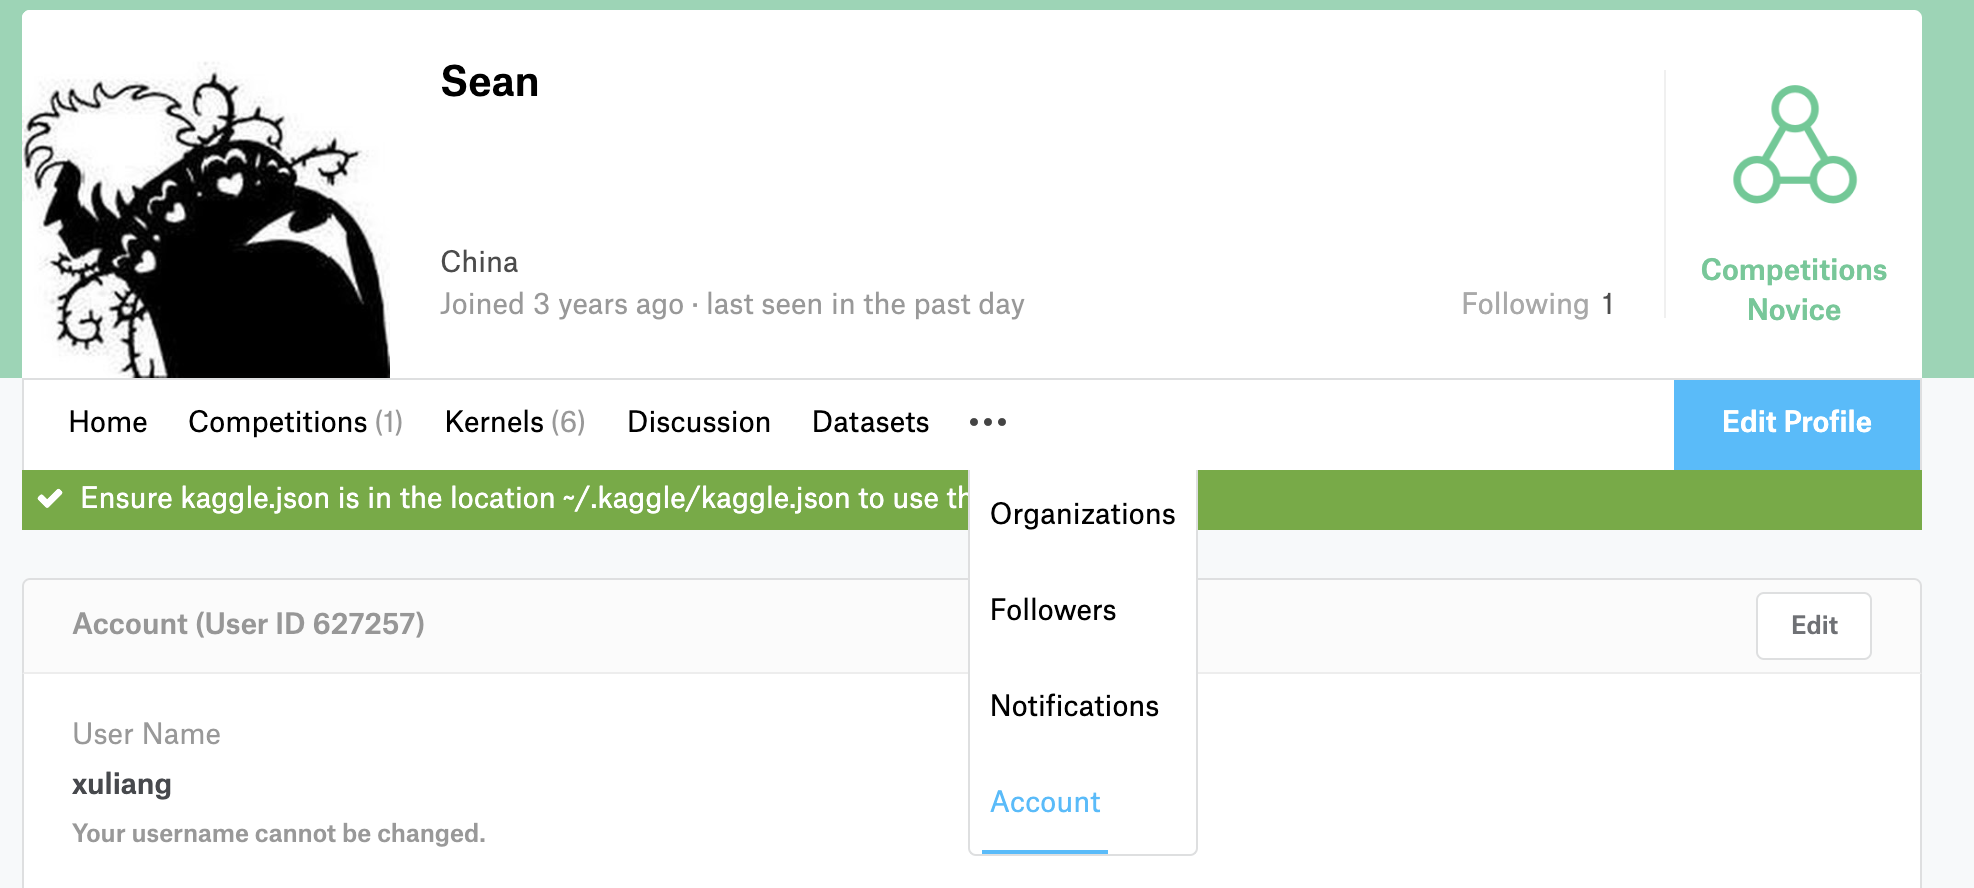 Sean
China
Joined 3 years ago · last seen in the past day
Following 1
Competitions
Novice
Home Competitions (1) Kernels (6) Discussion Datasets •••
Edit Profile
Ensure kaggle.json is in the location ~/.kaggle/kaggle.json to use
Organizations
Followers
Notifications
Account
Account (User ID 627257)
Edit
User Name
xuliang
Your username cannot be changed.